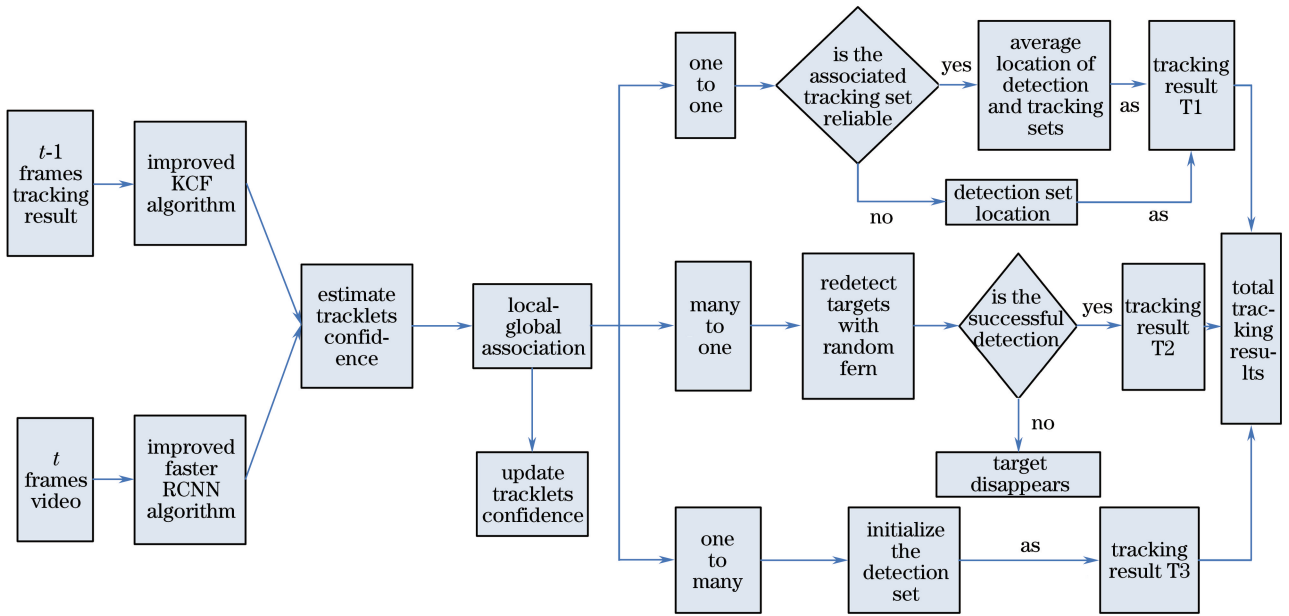 t-1
frames
tracking
result
improved
KCF
algorithm
t
frames
video
improved
faster
RCNN
algorithm
estimate
tracklets
confid-
ence
local-
global
association
update
tracklets
confidence
one
to
one
is the
associated
tracking set
reliable
yes
average
location of
detection
and tracking
sets
as
tracking
result
T1
no
detection set
location
as
many
to
one
redetect
targets
with
random
fern
is the
successful
detection
yes
tracking
result
T2
no
target
disappears
one
to
many
initialize
the
detection
set
as
tracking
result T3
total
trac-
king
resu-
lts